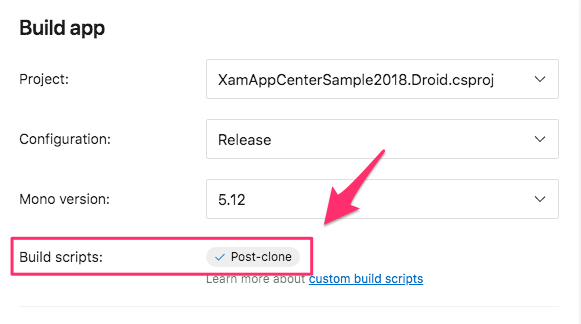 Build app
Project: XamAppCenterSample2018.Droid.csproj
Configuration: Release
Mono version: 5.12
Build scripts: Post-clone
Learn more about custom build scripts